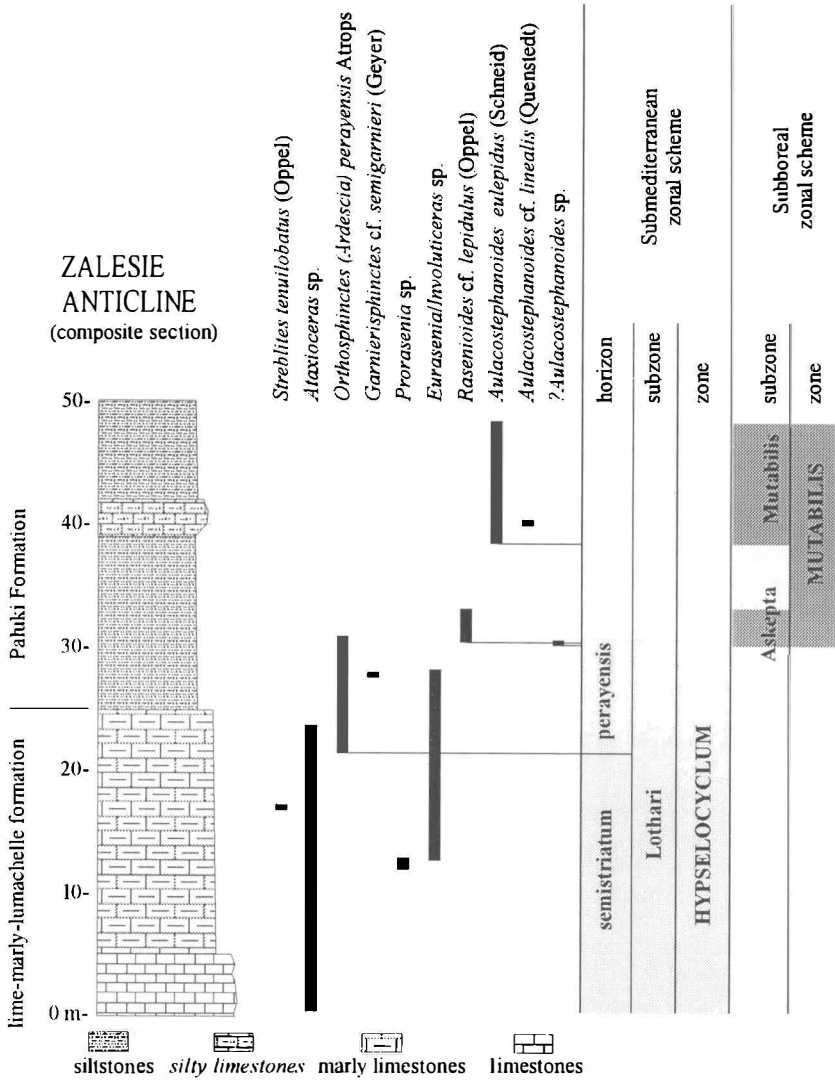 ZALESIE
ANTICLINE
(composite section)
Streblites tenuilobatus (Oppel)
Ataxioceras sp.
Orthosphinctes (Ardescia) perayensis Atrops
Garnierisphinctes cf. semigarnieri (Geyer)
Prorasenia sp.
Eurasenia/Involuticeras sp.
Rasenioides cf. lepidulus (Oppel)
Aulacostephanoides eulepidus (Schneid)
Aulacostephanoides cf. linealis (Quenstedt)
?Aulacostephanoides sp.
Submediterranean
zonal scheme
horizon
subzone
zone
Subboreal
zonal scheme
subzone
zone
50-
40-
30-
20-
10-
0 m-
Pałuki Formation
lime-marly-lumachelle formation
perayensis
semistriatum
Lothari
HYPSELOCYCLUM
Mutabilis
Askepta
MUTABILIS
siltstones silty limestones marly limestones limestones